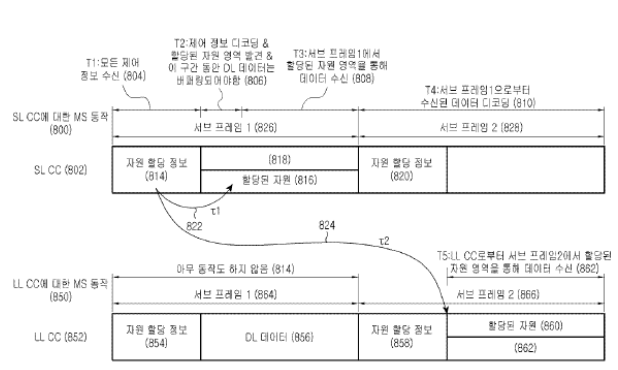 T1:모든 제어
정보 수신 (804)
T2:제어 정보 디코딩 &
할당된 자원 영역 발견 &
이 구간 동안 DL 데이터는
버퍼링되어야함 (806)
T3:서브 프레임1에서
할당된 자원 영역을 통해
데이터 수신 (808)
T4:서브 프레임1으로부터
수신된 데이터 디코딩 (810)
SL CC에 대한 MS 동작
(800)
서브 프레임 1 (826)
서브 프레임 2 (828)
SL CC (802)
자원 할당 정보
(814)
(818)
할당된 자원 (816)
자원 할당 정보
(820)
τ1
822
824
τ2
T5:LL CC로부터 서브 프레임2에서 할당된
자원 영역을 통해 데이터 수신 (862)
아무 동작도 하지 않음 (814)
LL CC에 대한 MS 동작
(850)
서브 프레임 1 (864)
서브 프레임 2 (866)
LL CC (852)
자원 할당 정보
(854)
DL 데이터 (856)
자원 할당 정보
(858)
할당된 자원 (860)
(862)